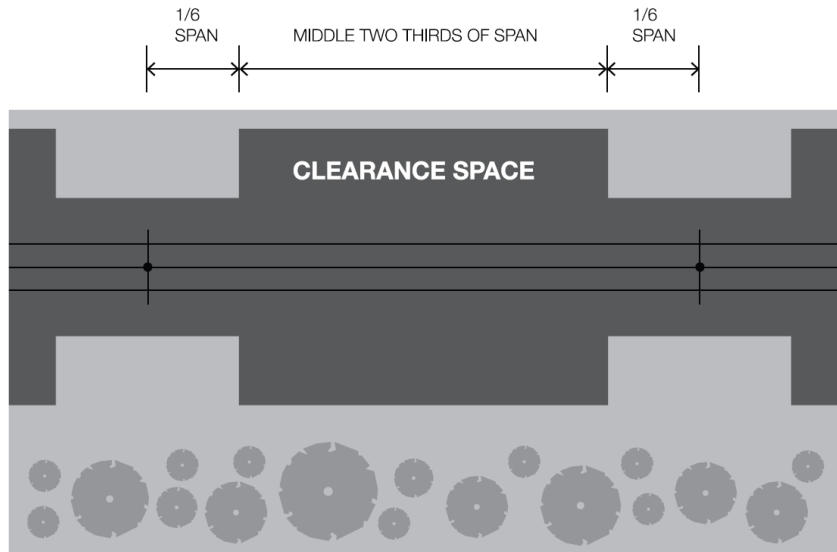 1/6
SPAN
MIDDLE TWO THIRDS OF SPAN
1/6
SPAN
CLEARANCE SPACE